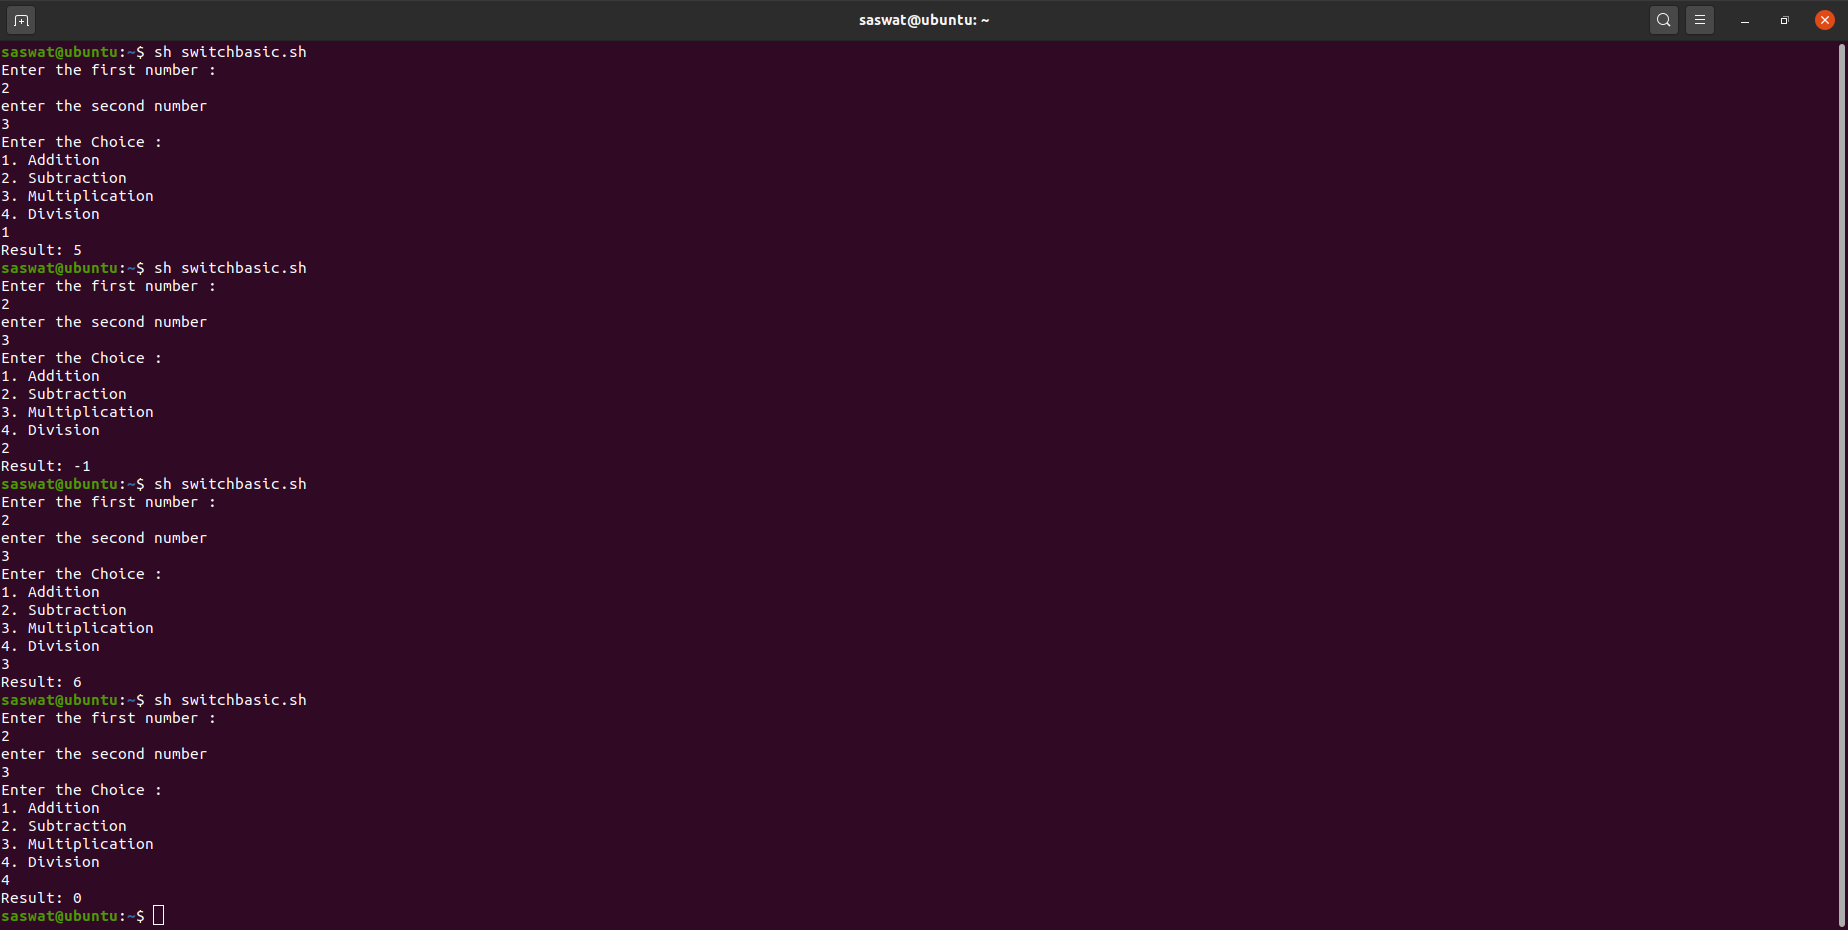 saswat@ubuntu: ~
saswat@ubuntu:~$ sh switchbasic.sh
Enter the first number :
2
enter the second number
3
Enter the Choice :
1. Addition
2. Subtraction
3. Multiplication
4. Division
1
Result: 5
saswat@ubuntu:~$ sh switchbasic.sh
Enter the first number :
2
enter the second number
3
Enter the Choice :
1. Addition
2. Subtraction
3. Multiplication
4. Division
2
Result: -1
saswat@ubuntu:~$ sh switchbasic.sh
Enter the first number :
2
enter the second number
3
Enter the Choice :
1. Addition
2. Subtraction
3. Multiplication
4. Division
3
Result: 6
saswat@ubuntu:~$ sh switchbasic.sh
Enter the first number :
2
enter the second number
3
Enter the Choice :
1. Addition
2. Subtraction
3. Multiplication
4. Division
4
Result: 0
saswat@ubuntu:~$